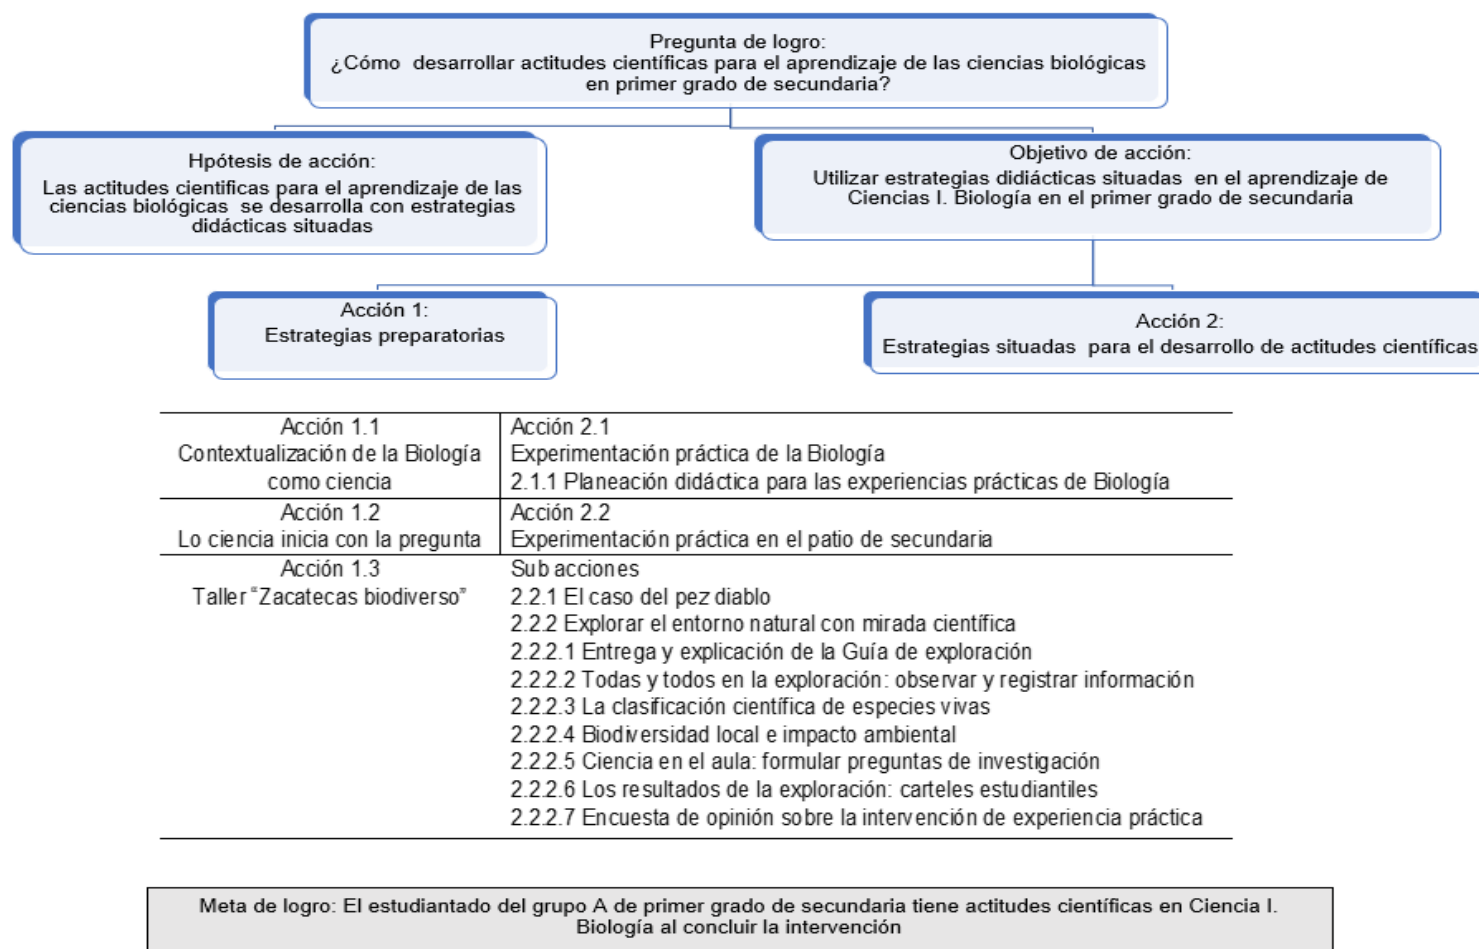 Pregunta de logro:
¿Cómo desarrollar actitudes científicas para el aprendizaje de las ciencias biológicas
en primer grado de secundaria?
Hpótesis de acción:
Las actitudes cientificas para el aprendizaje de las
ciencias biológicas se desarrolla con estrategias
didácticas situadas
Objetivo de acción:
Utilizar estrategias didiácticas situadas en el aprendizaje de
Ciencias I. Biología en el primer grado de secundaria
Acción 1:
Estrategias preparatorias
Acción 2:
Estrategias situadas para el desarrollo de actitudes científicas
Acción 1.1
Contextualización de la Biología
como ciencia
Acción 2.1
Experimentación práctica de la Biología
2.1.1 Planeación didáctica para las experiencias prácticas de Biología
Acción 1.2
Lo ciencia inicia con la pregunta
Acción 2.2
Experimentación práctica en el patio de secundaria
Acción 1.3
Taller “Zacatecas biodiverso”
Sub acciones
2.2.1 El caso del pez diablo
2.2.2 Explorar el entorno natural con mirada científica
2.2.2.1 Entrega y explicación de la Guía de exploración
2.2.2.2 Todas y todos en la exploración: observar y registrar información
2.2.2.3 La clasificación científica de especies vivas
2.2.2.4 Biodiversidad local e impacto ambiental
2.2.2.5 Ciencia en el aula: formular preguntas de investigación
2.2.2.6 Los resultados de la exploración: carteles estudiantiles
2.2.2.7 Encuesta de opinión sobre la intervención de experiencia práctica
Meta de logro: El estudiantado del grupo A de primer grado de secundaria tiene actitudes científicas en Ciencia I.
Biología al concluir la intervención